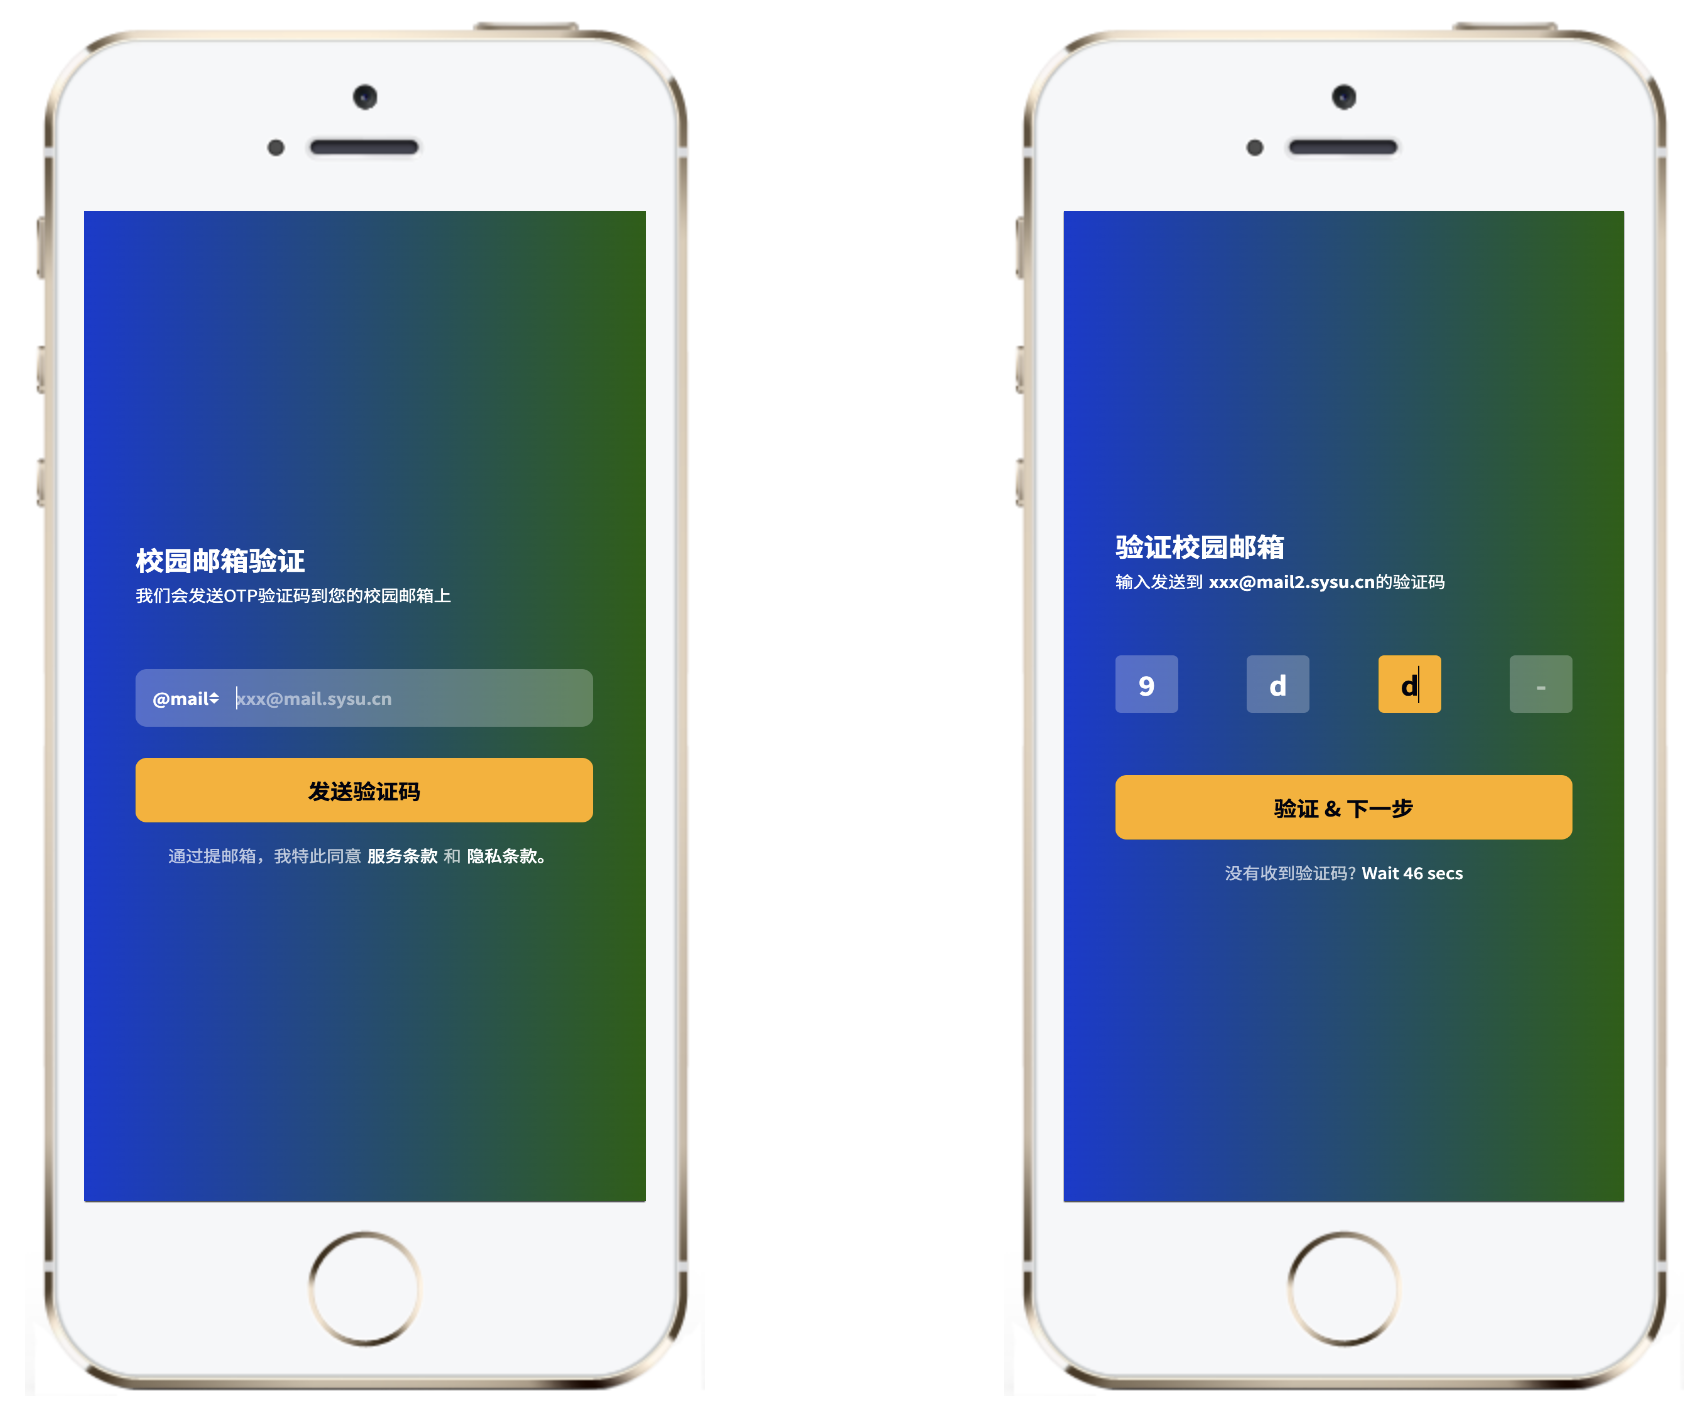 校园邮箱验证
我们会发送OTP验证码到您的校园邮箱上
@mail xxx@mail.sysu.cn
发送验证码
通过提邮箱，我特此同意 服务条款 和 隐私条款。
验证校园邮箱
输入发送到 xxx@mail2.sysu.cn的验证码
9 d d -
验证 & 下一步
没有收到验证码? Wait 46 secs